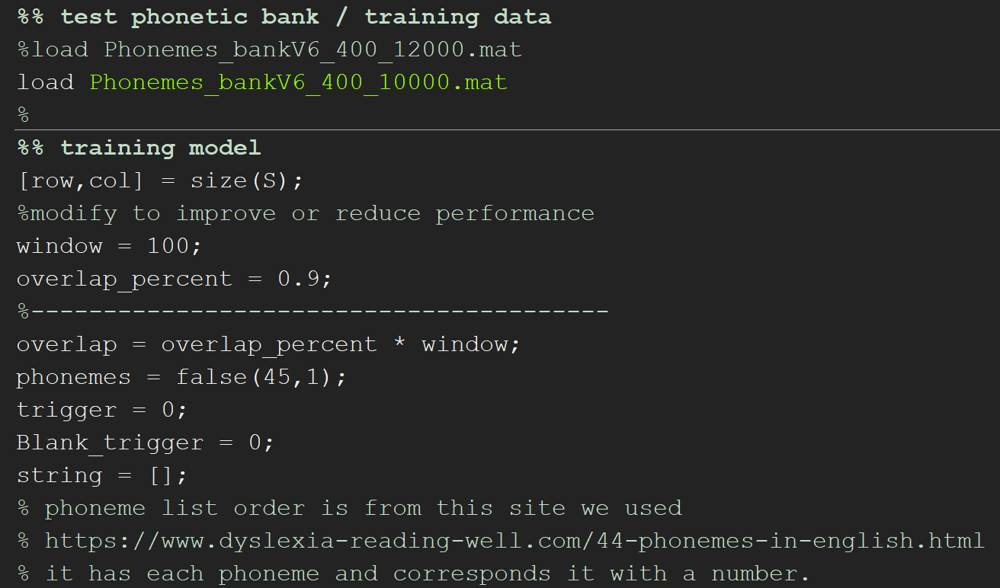 %% test phonetic bank / training data
%load Phonemes_bankV6_400_12000.mat
load Phonemes_bankV6_400_10000.mat
%
%% training model
[row,col] = size(S);
%modify to improve or reduce performance
window = 100;
overlap_percent = 0.9;
%----------------------------------------
overlap = overlap_percent * window;
phonemes = false(45,1);
trigger = 0;
Blank_trigger = 0;
string = [];
% phoneme list order is from this site we used
% https://www.dyslexia-reading-well.com/44-phonemes-in-english.html
% it has each phoneme and corresponds it with a number.